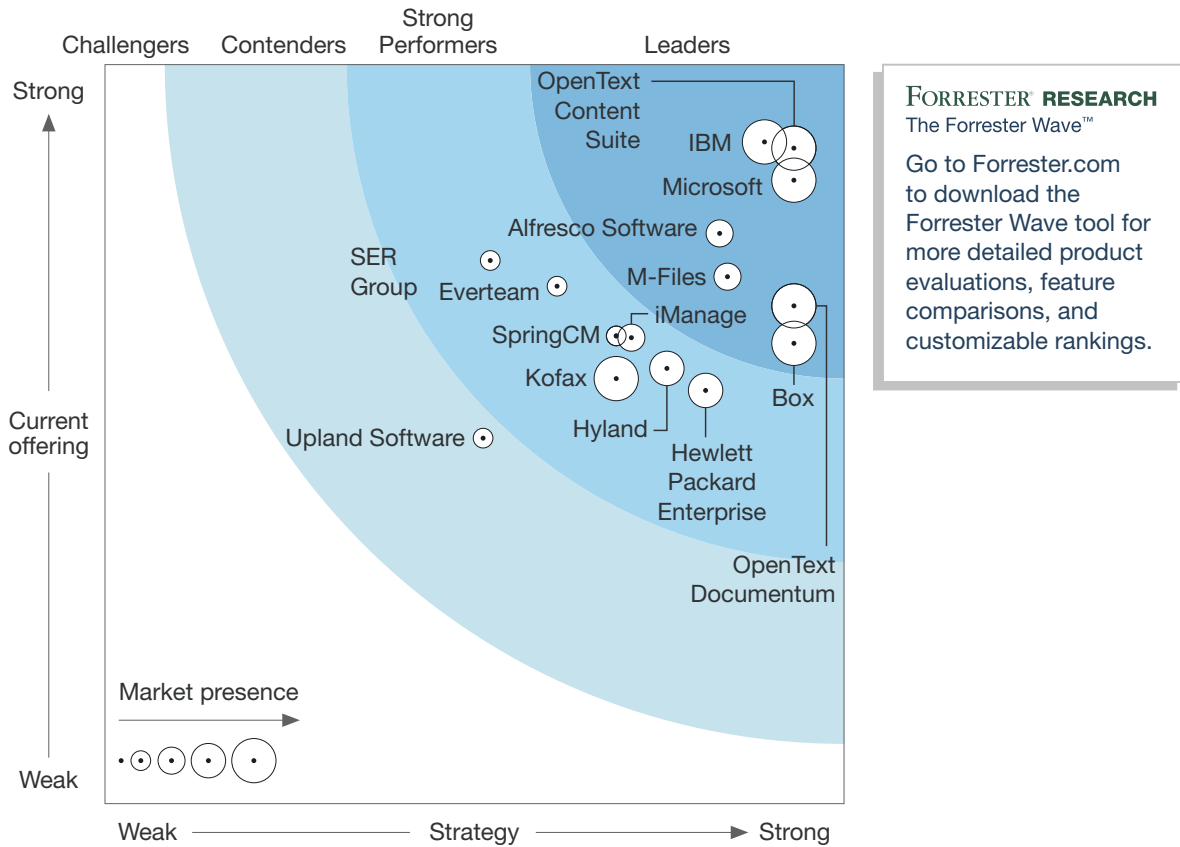 Challengers
Contenders
Strong
Performers
Leaders
Strong
Current
offering
Weak
OpenText
Content
Suite
IBM
Microsoft
Alfresco Software
SER
Group
Everteam
M-Files
iManage
SpringCM
Kofax
Box
Hyland
Upland Software
Hewlett
Packard
Enterprise
OpenText
Documentum
Market presence
Weak
Strategy
Strong
FORRESTER® RESEARCH
The Forrester Wave™
Go to Forrester.com
to download the
Forrester Wave tool for
more detailed product
evaluations, feature
comparisons, and
customizable rankings.